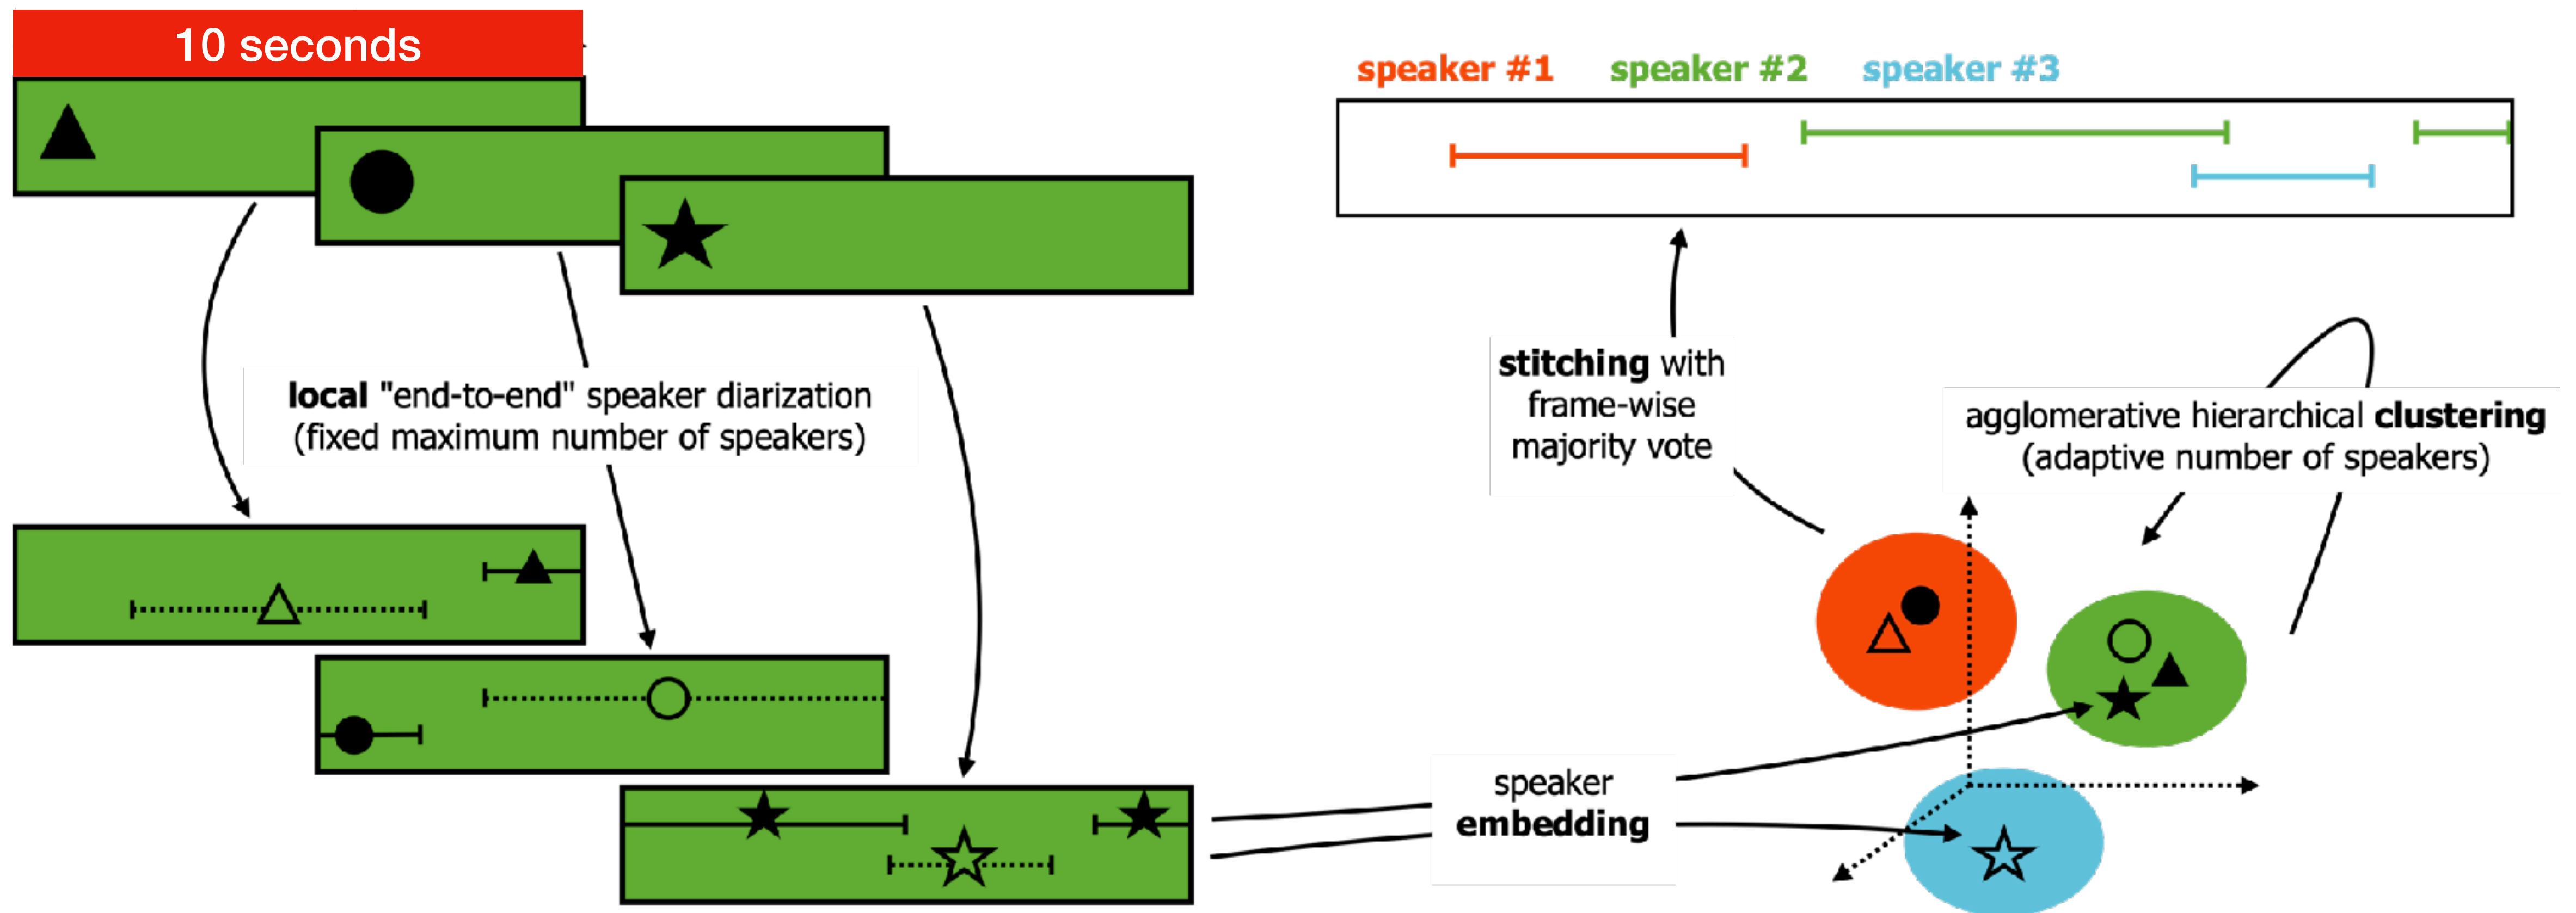 10 seconds
speaker #1 speaker #2 speaker #3
local "end-to-end" speaker diarization
(fixed maximum number of speakers)
stitching with
frame-wise
majority vote
agglomerative hierarchical clustering
(adaptive number of speakers)
speaker
embedding